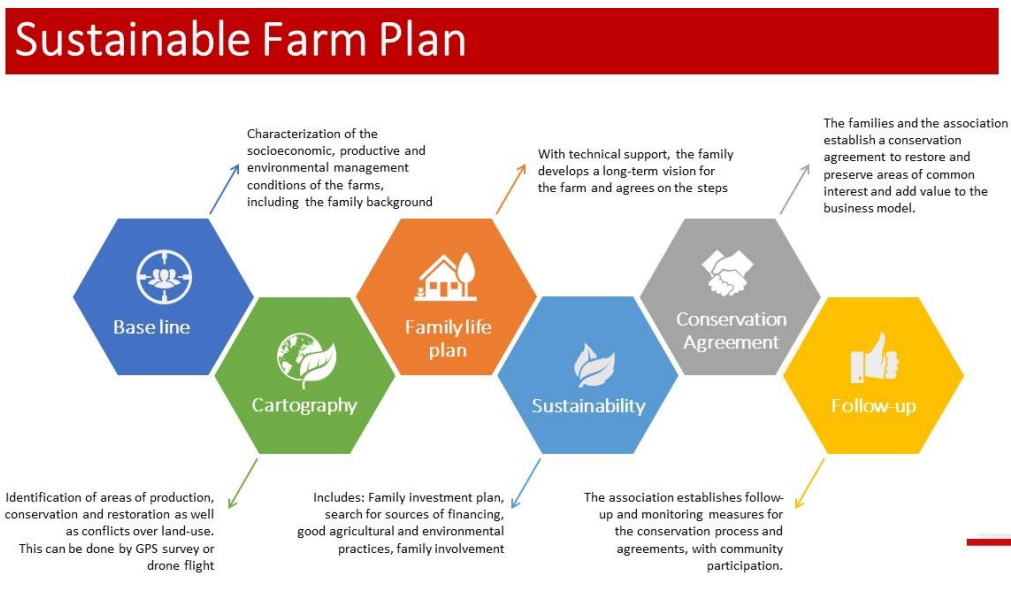 Sustainable Farm Plan
Characterization of the
socioeconomic, productive and
environmental management
conditions of the farms,
including the family background
With technical support, the family
develops a long-term vision for
the farm and agrees on the steps
The families and the association
establish a conservation
agreement to restore and
preserve areas of common
interest and add value to the
business model.
Base line
Cartography
Family life
plan
Sustainability
Conservation
Agreement
Follow-up
Identification of areas of production,
conservation and restoration as well
as conflicts over land-use.
This can be done by GPS survey or
drone flight
Includes: Family investment plan,
search for sources of financing,
good agricultural and environmental
practices, family involvement
The association establishes follow-
up and monitoring measures for
the conservation process and
agreements, with community
participation.